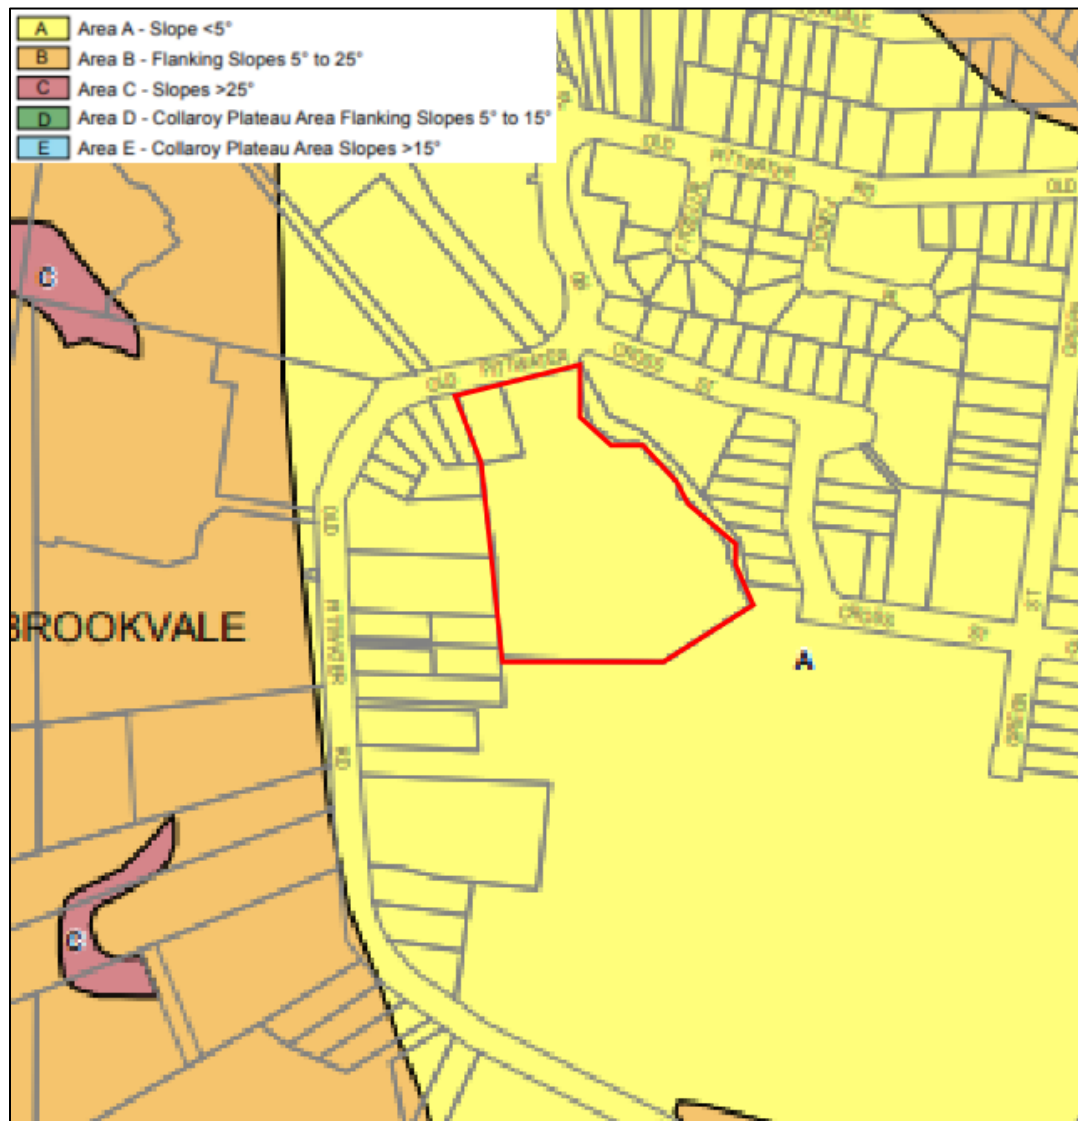 A Area A - Slope <5°
B Area B - Flanking Slopes 5° to 25°
C Area C - Slopes >25°
D Area D - Collaroy Plateau Area Flanking Slopes 5° to 15°
E Area E - Collaroy Plateau Area Slopes >15°
OLD
PITTWATER
RD
OLD
C
RD
PL
OLD
PITTWATER
CROSS
ST
OLD
BROOKVALE
PITTWATER
CROSS
ST
ST
A
RD
C